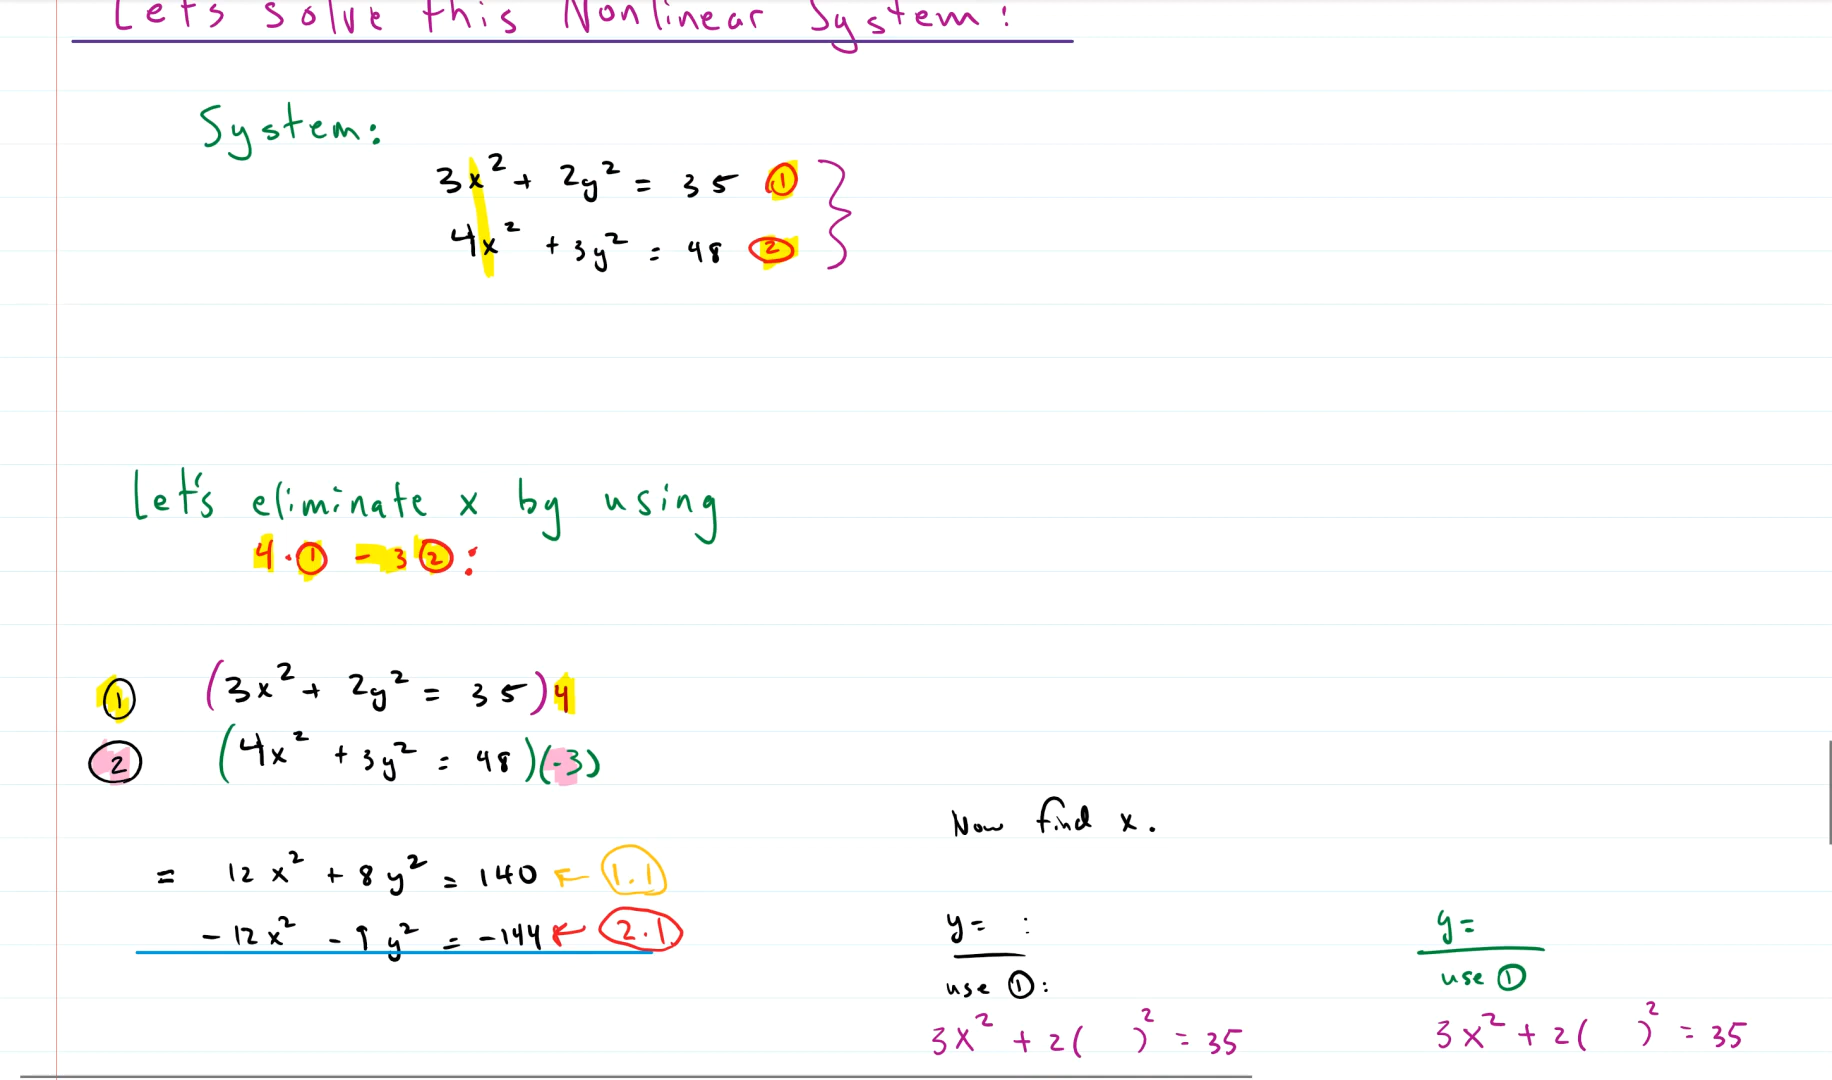 Let's solve this Nonlinear System:
System:
3x² + 2y² = 35 ①
4x² + 3y² = 48 ②
Let's eliminate x by using
4·① - 3②:
① (3x² + 2y² = 35)4
② (4x² + 3y² = 48)(-3)
= 12x² + 8y² = 140 ← 1.1
-12x² - 9y² = -144 ← 2.1
Now find x.
y= :
use ①:
3x² + 2( )² = 35
y=
use ①
3x² + 2( )² = 35